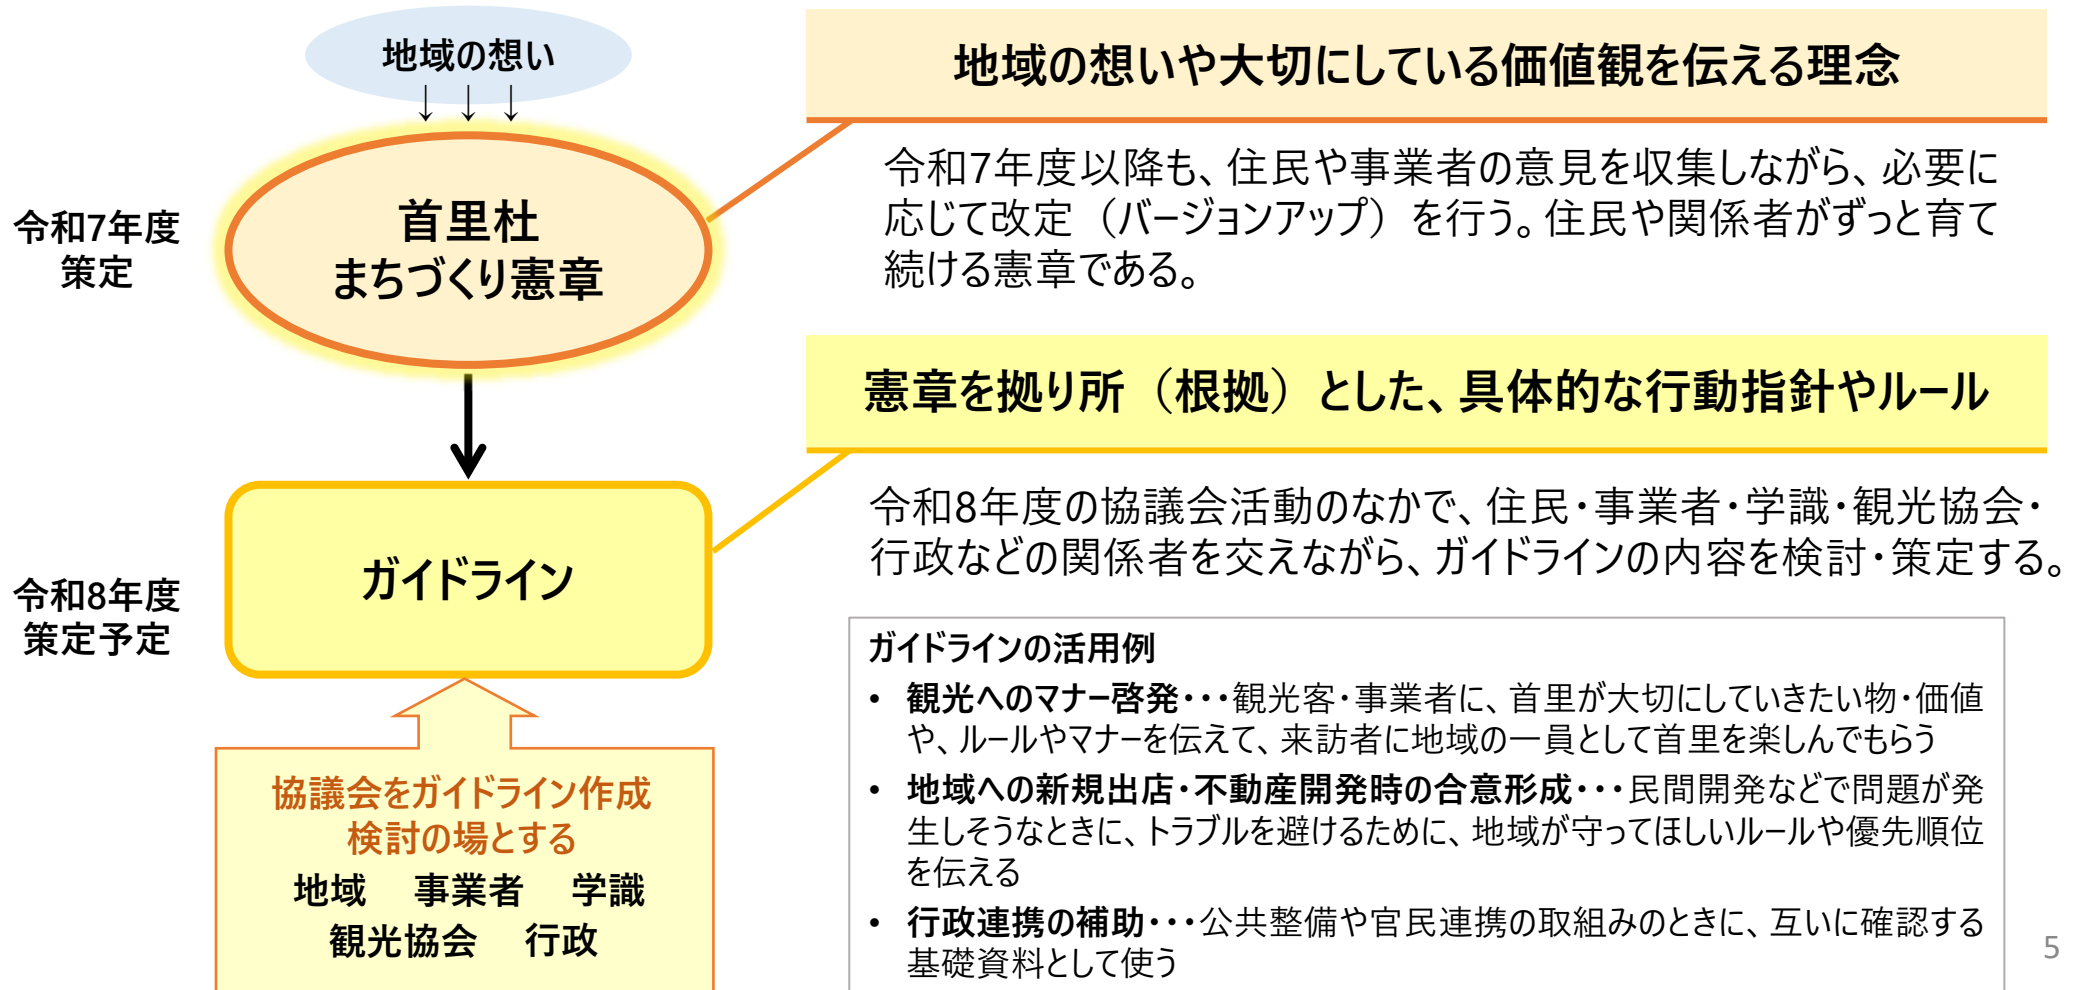 地域の想い
↓ ↓ ↓
令和7年度
策定
首里杜
まちづくり憲章
地域の想いや大切にしている価値観を伝える理念
令和7年度以降も、住民や事業者の意見を収集しながら、必要に
応じて改定（バージョンアップ）を行う。住民や関係者がずっと育て
続ける憲章である。
令和8年度
策定予定
ガイドライン
憲章を拠り所（根拠）とした、具体的な行動指針やルール
令和8年度の協議会活動のなかで、住民・事業者・学識・観光協会・
行政などの関係者を交えながら、ガイドラインの内容を検討・策定する。
協議会をガイドライン作成
検討の場とする
地域　事業者　学識
観光協会　行政
ガイドラインの活用例
• 観光へのマナー啓発・・・観光客・事業者に、首里が大切にしていきたい物・価値
や、ルールやマナーを伝えて、来訪者に地域の一員として首里を楽しんでもらう
• 地域への新規出店・不動産開発時の合意形成・・・民間開発などで問題が発
生しそうなときに、トラブルを避けるために、地域が守ってほしいルールや優先順位
を伝える
• 行政連携の補助・・・公共整備や官民連携の取組みのときに、互いに確認する
基礎資料として使う
5